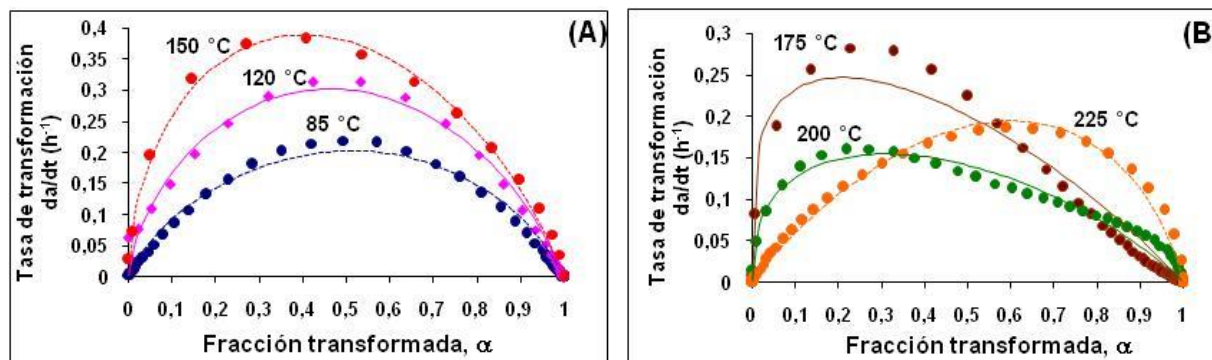 (A)
0,4
0,35
0,3
0,25
0,2
0,15
0,1
0,05
0
Tasa de transformación
da/dt (h⁻¹)
150 °C
120 °C
85 °C
0 0,1 0,2 0,3 0,4 0,5 0,6 0,7 0,8 0,9 1
Fracción transformada, α
(B
0,3
0,25
0,2
0,15
0,1
0,05
0
Tasa de transformación
da/dt (h⁻¹)
175 °C
225 °C
200 °C
0 0,1 0,2 0,3 0,4 0,5 0,6 0,7 0,8 0,9 1
Fracción transformada, α